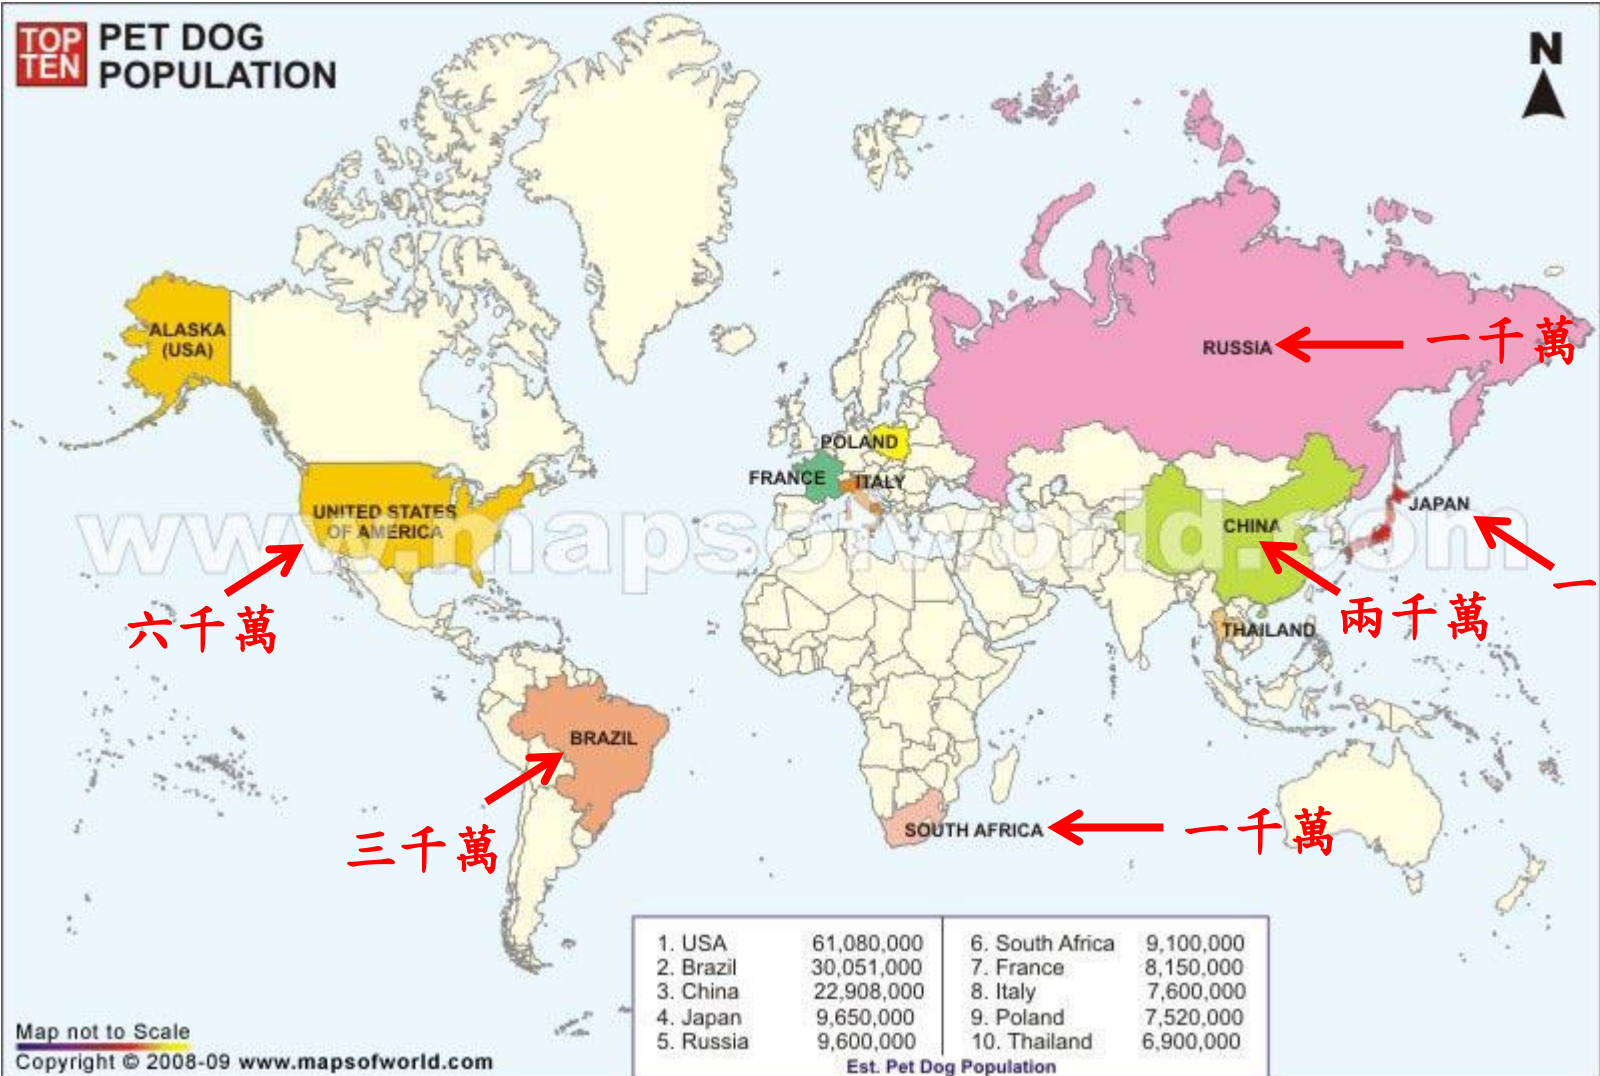 TOP
TEN
PET DOG
POPULATION
N
ALASKA
(USA)
RUSSIA
一千萬
POLAND
FRANCE
ITALY
UNITED STATES
OF AMERICA
CHINA
JAPAN
www.mapsofworld.com
一
六千萬
兩千萬
THAILAND
BRAZIL
三千萬
SOUTH AFRICA
一千萬
1. USA 61,080,000
2. Brazil 30,051,000
3. China 22,908,000
4. Japan 9,650,000
5. Russia 9,600,000
6. South Africa 9,100,000
7. France 8,150,000
8. Italy 7,600,000
9. Poland 7,520,000
10. Thailand 6,900,000
Est. Pet Dog Population
Map not to Scale
Copyright © 2008-09 www.mapsofworld.com